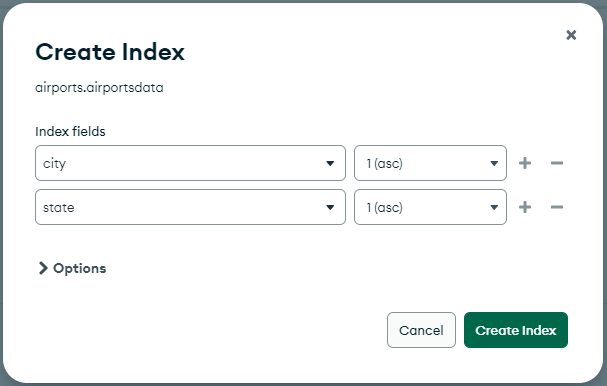 Create Index
airports.airportsdata
Index fields
city 1 (asc)
state 1 (asc)
Options
Cancel Create Index